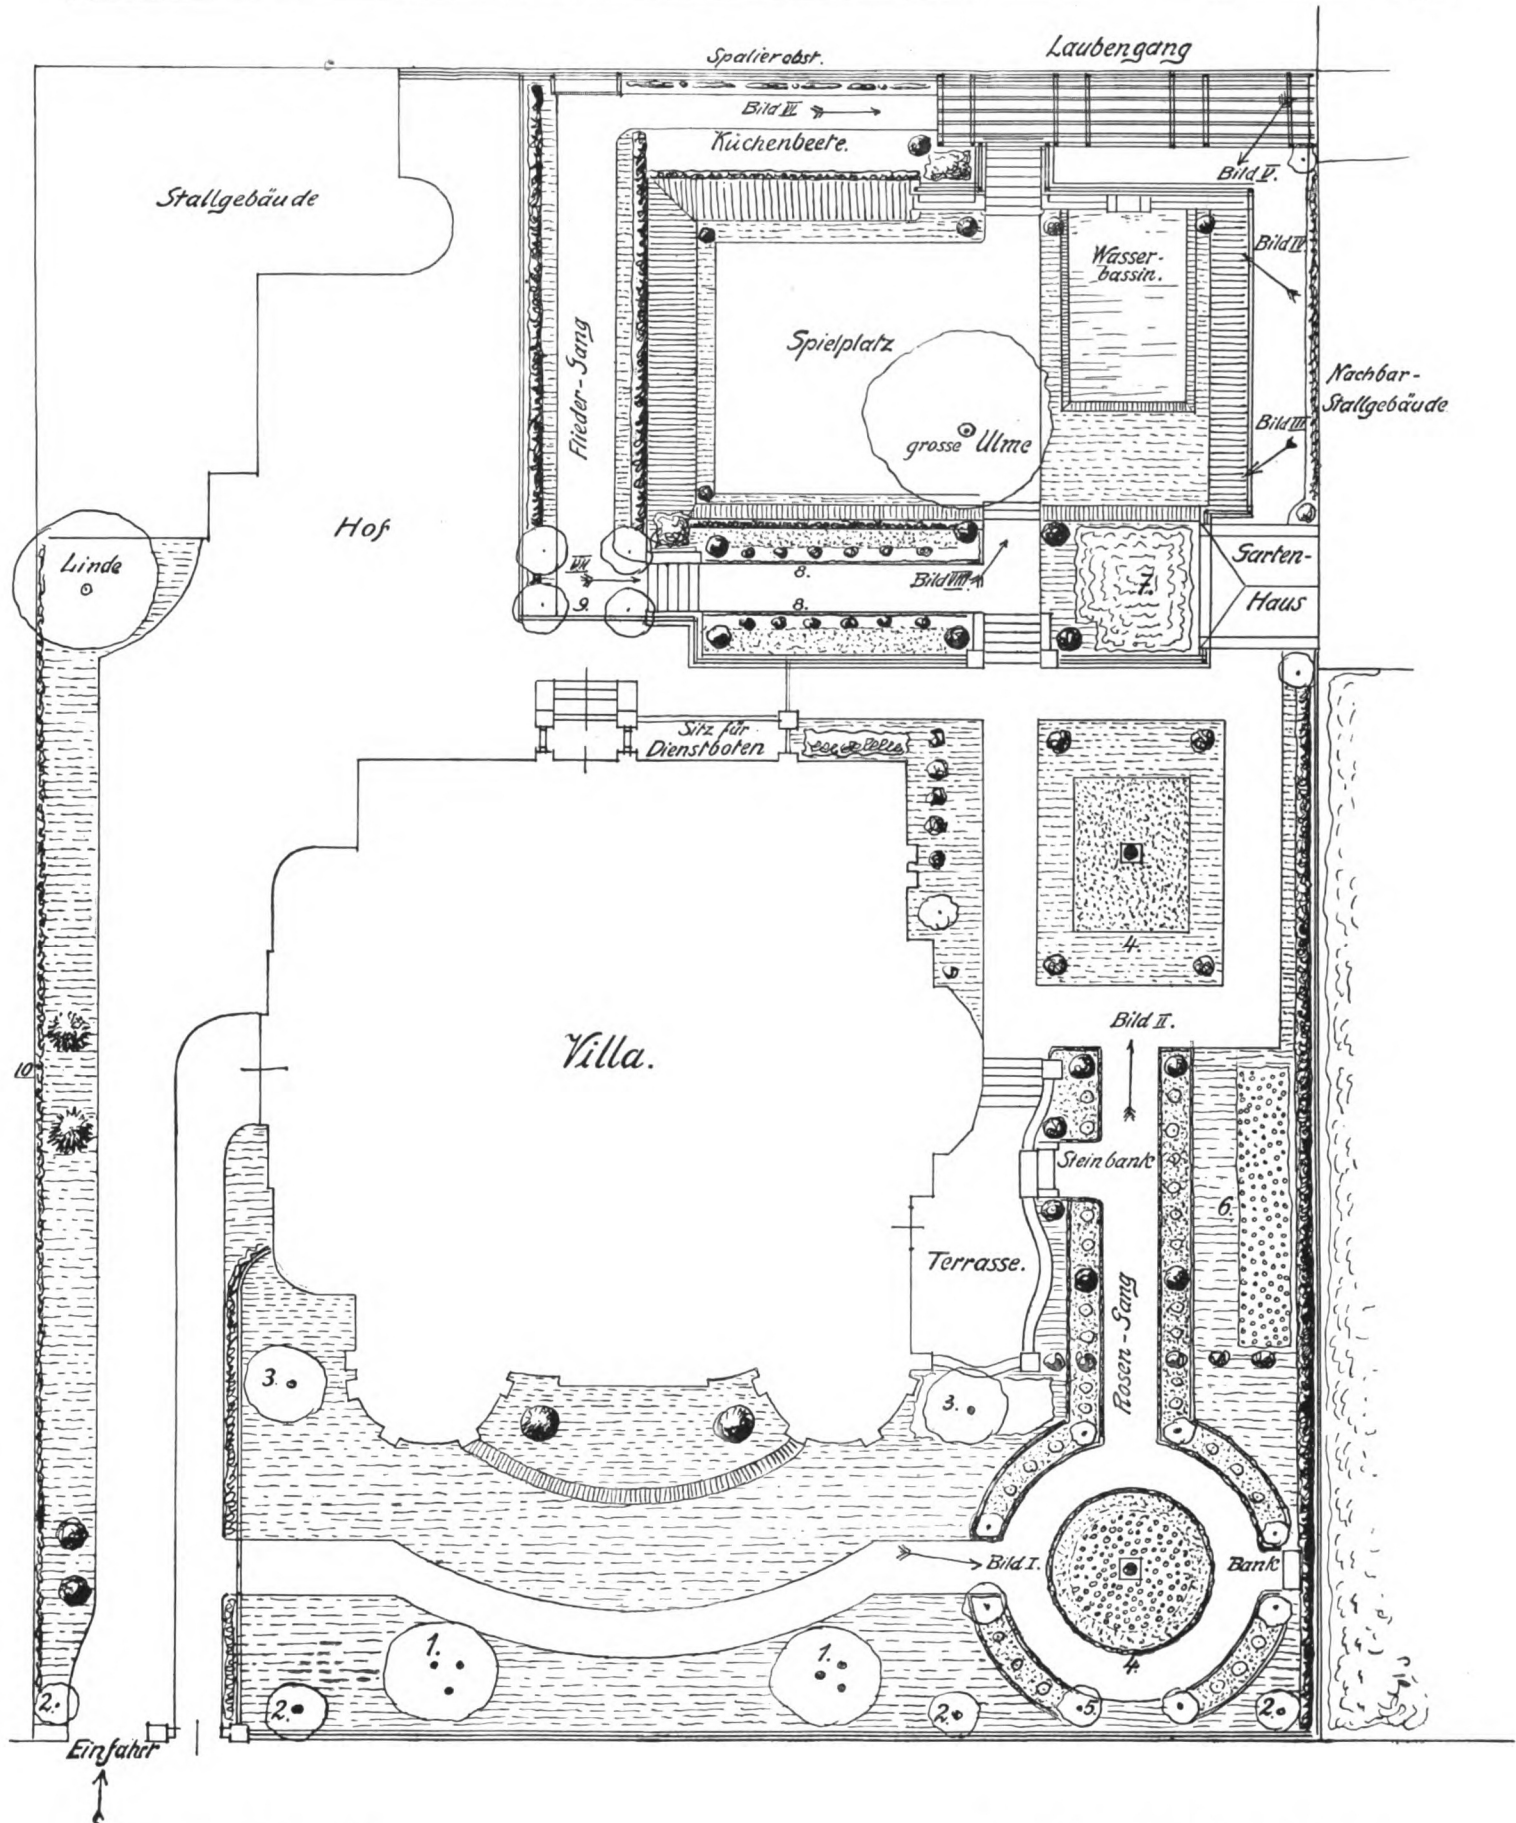 Spalierobst.
Laubengang
Bild VI.
Küchenbeete.
Bild V.
Stallgebäude
Wasser-
bassin.
Bild IV
Spielplatz
Flieder-Gang
Nachbar-
Stallgebäude
grosse Ulme
Bild III
Hof
Linde
VII
9.
8.
8.
Bild VIII
7.
Garten-
Haus
Sitz für
Dienstboten
4.
Bild II.
Villa.
10
Steinbank
6.
Terrasse.
Rosen-Gang
3.
3.
Bild I.
Bank
1.
1.
4.
2.
2.
2.
5.
2.
Einfahrt